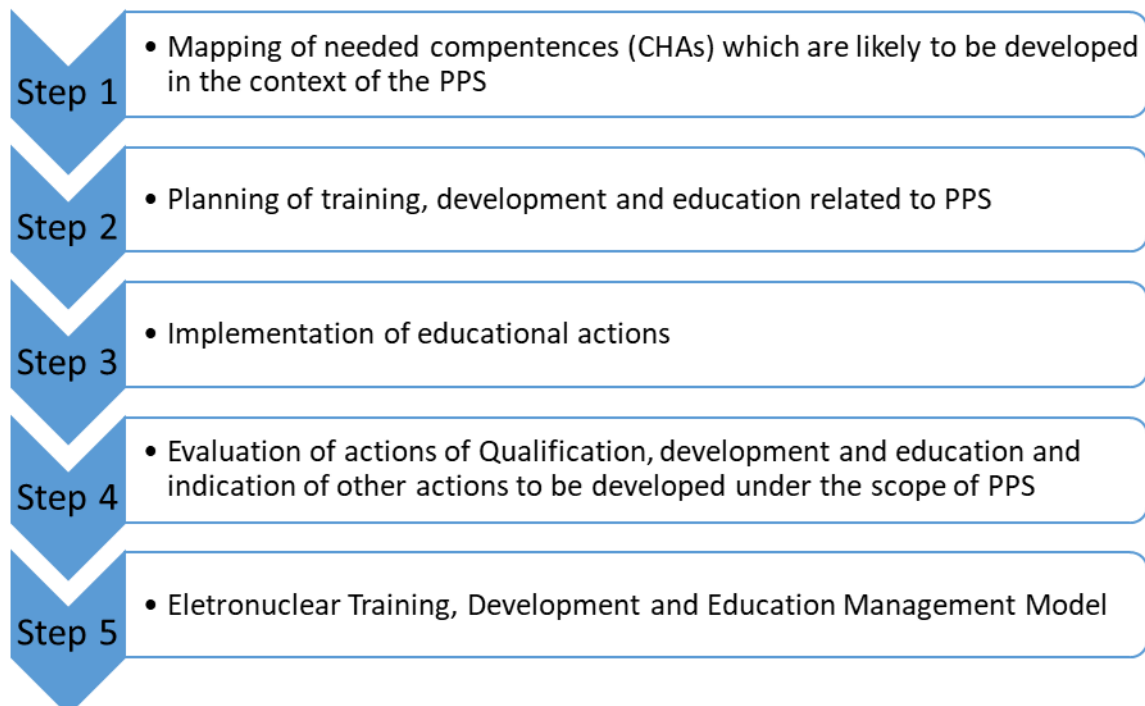 Step 1
• Mapping of needed compentences (CHAs) which are likely to be developed
in the context of the PPS
Step 2
• Planning of training, development and education related to PPS
Step 3
• Implementation of educational actions
Step 4
• Evaluation of actions of Qualification, development and education and
indication of other actions to be developed under the scope of PPS
Step 5
• Eletronuclear Training, Development and Education Management Model